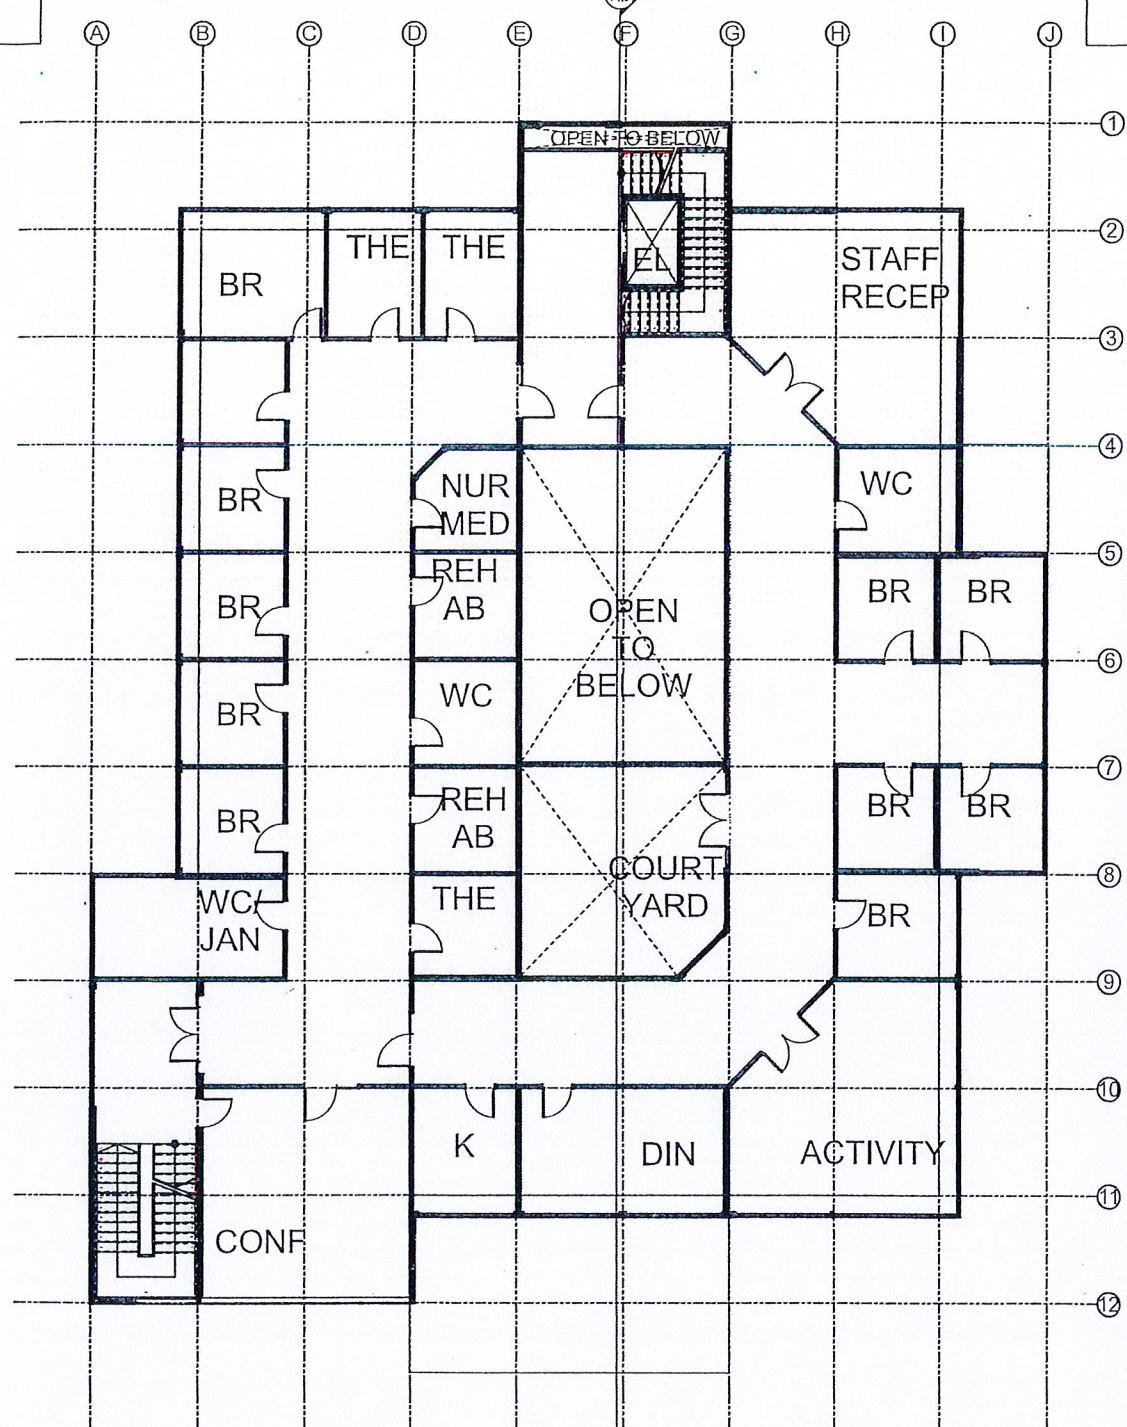 A B C D E F G H I J
1
OPEN TO BELOW
2
THE THE
STAFF
BR
EL
RECEP
3
4
NUR
WC
BR
MED
5
REH
BR BR
BR
AB
OPEN
TO
6
BELOW
WC
BR
7
REH
BR BR
BR
AB
COURT
8
WC/
THE
YARD
BR
JAN
9
10
K
DIN
ACTIVITY
11
CONF
12